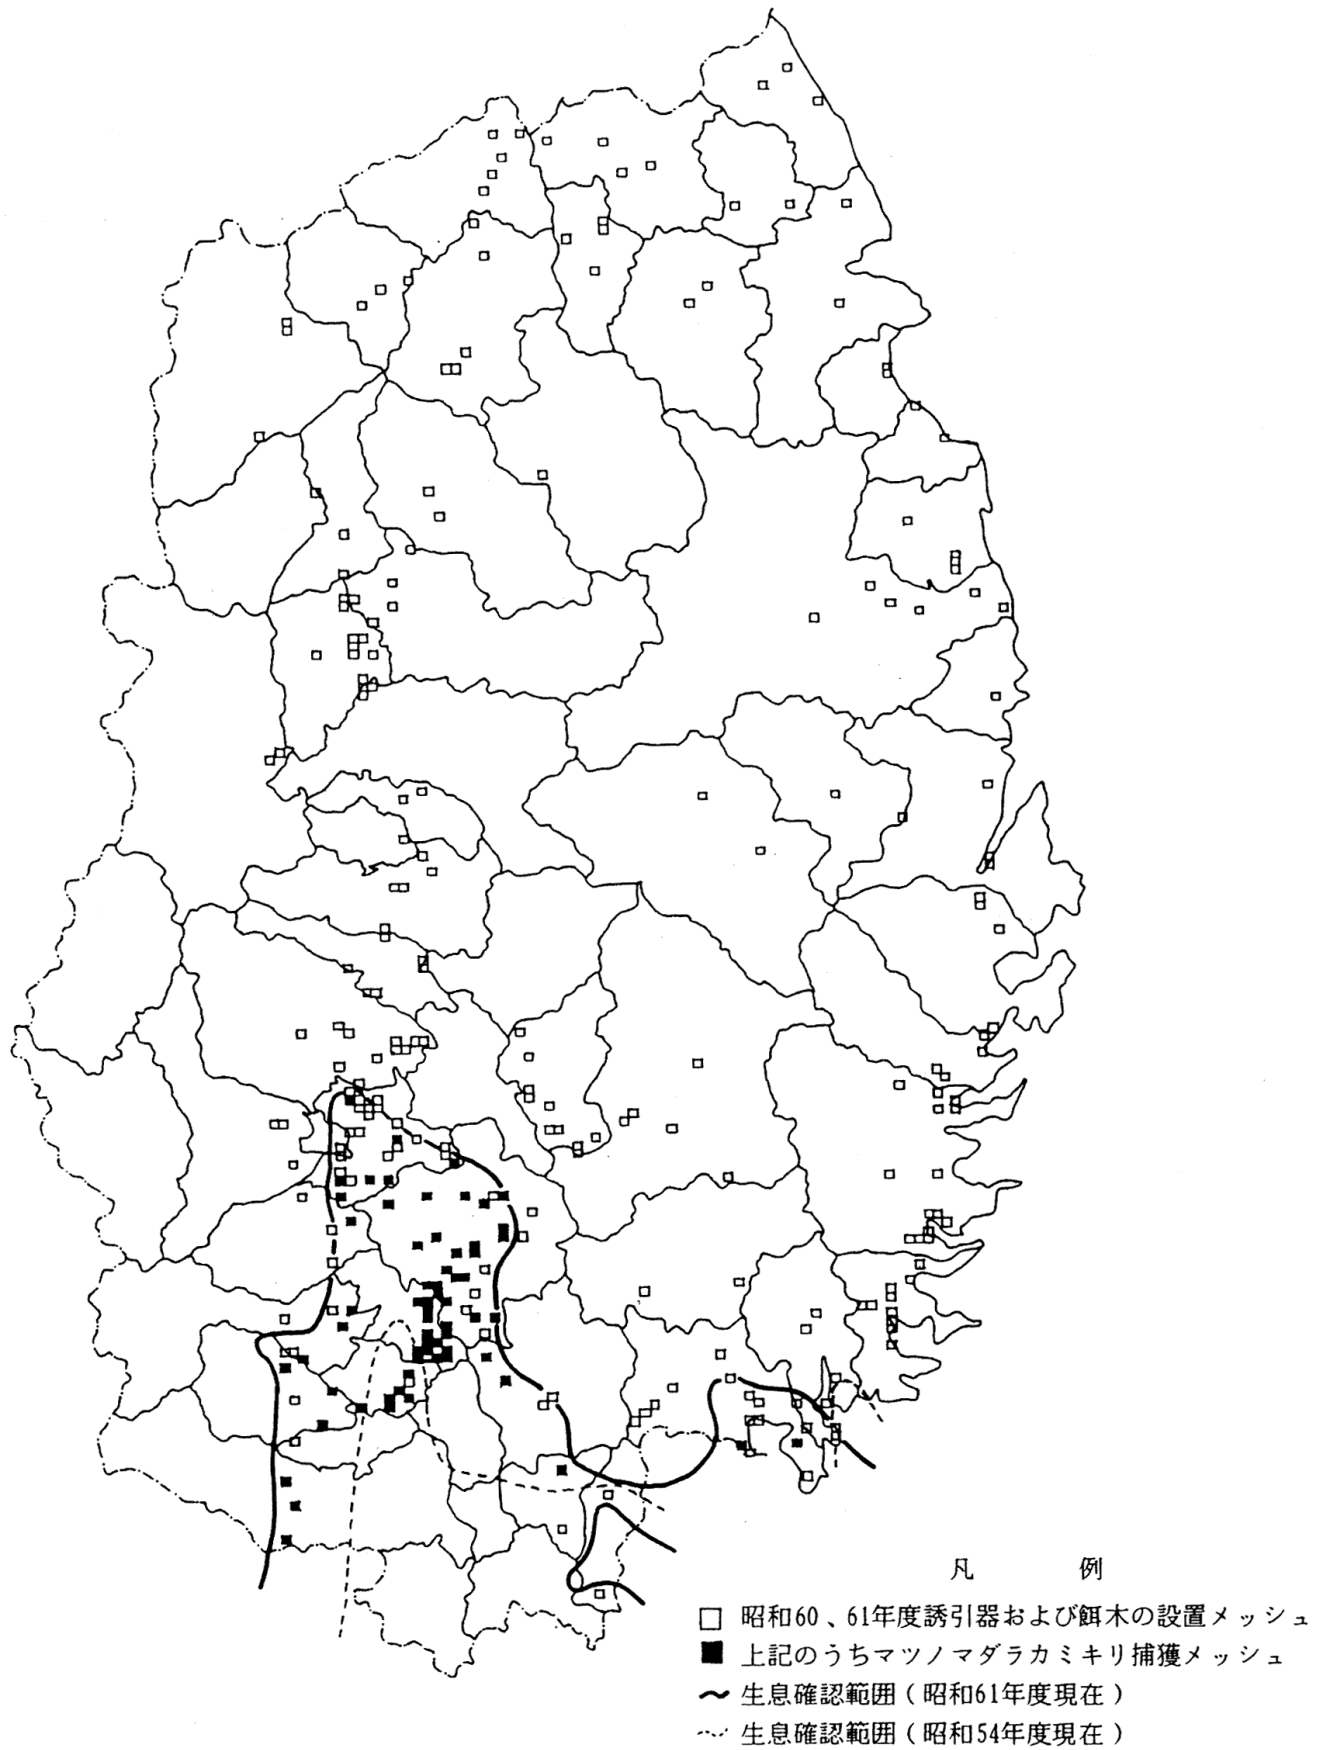 凡 例
昭和60、61年度誘引器および餌木の設置メッシュ
上記のうちマツノマダラカミキリ捕獲メッシュ
生息確認範囲(昭和61年度現在)
生息確認範囲(昭和54年度現在)